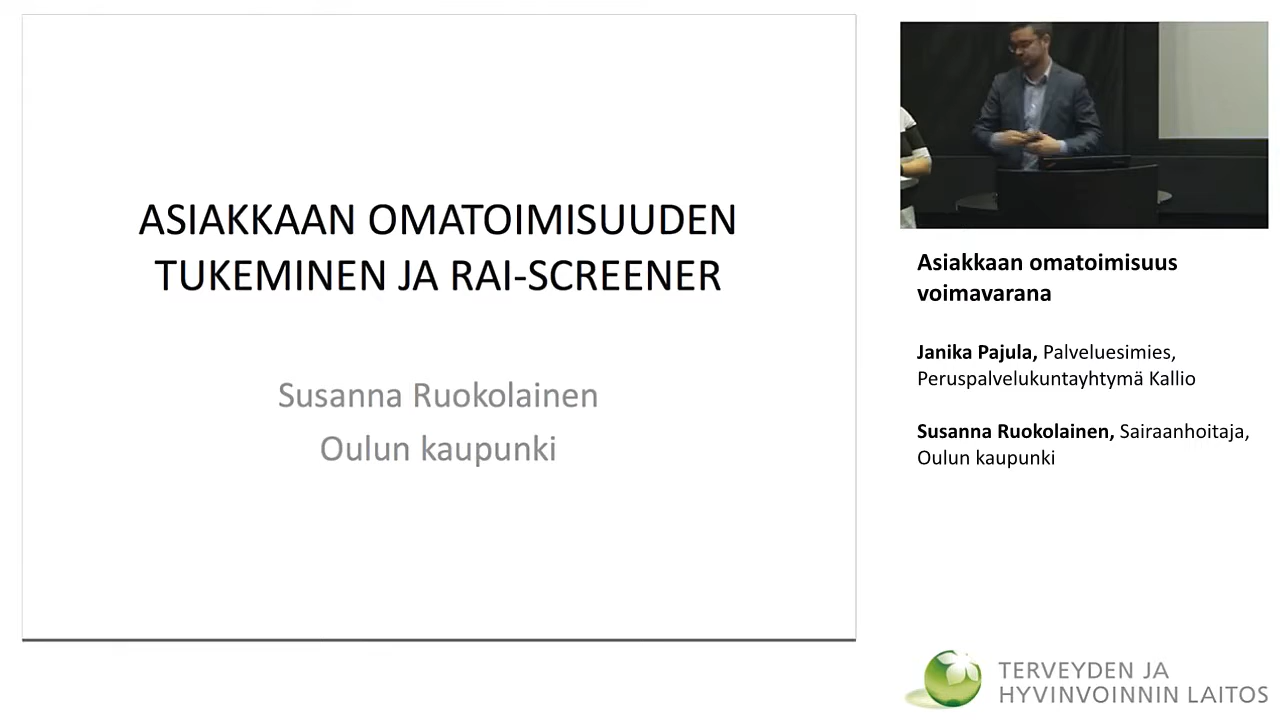 ASIAKKAAN OMATOIMISUUDEN
TUKEMINEN JA RAI-SCREENER
Susanna Ruokolainen
Oulun kaupunki
Asiakkaan omatoimisuus
voimavarana
Janika Pajula, Palveluesimies,
Peruspalvelukuntayhtymä Kallio
Susanna Ruokolainen, Sairaanhoitaja,
Oulun kaupunki
TERVEYDEN JA
HYVINVOINNIN LAITOS